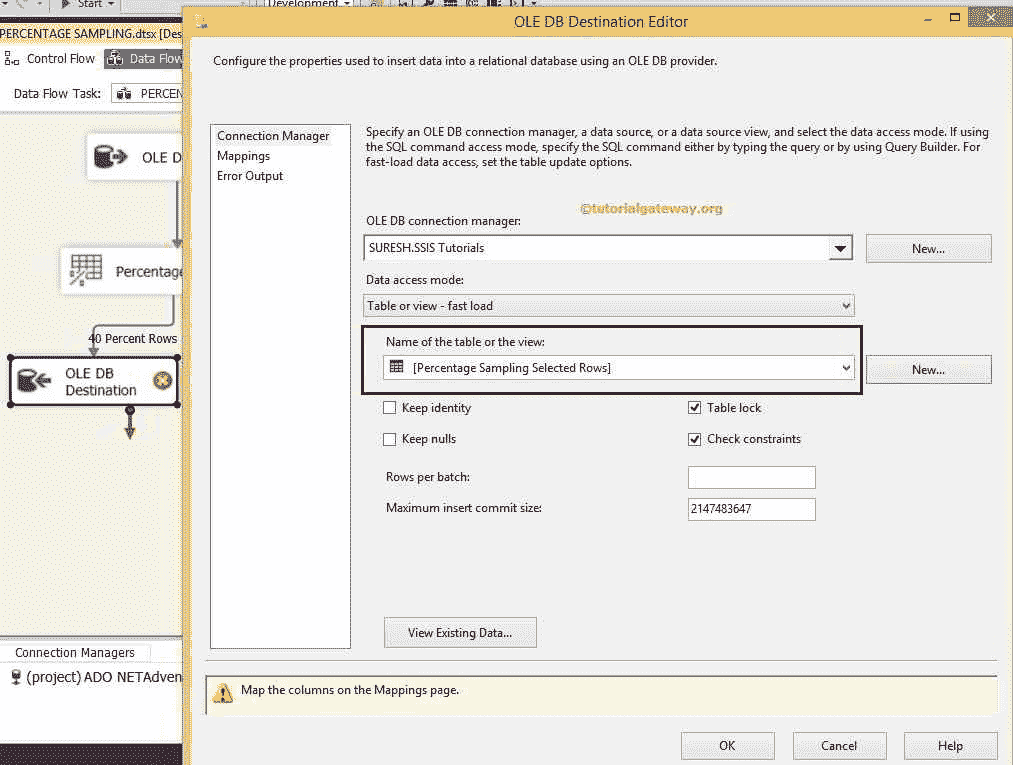 Start
Development
PERCENTAGE SAMPLING.dtsx [Des
OLE DB Destination Editor
Control Flow
Data Flow
Data Flow Task:
PERCEN
Configure the properties used to insert data into a relational database using an OLE DB provider.
OLE D
Percentage
40 Percent Rows
OLE DB
Destination
Connection Manager
Mappings
Error Output
Specify an OLE DB connection manager, a data source, or a data source view, and select the data access mode. If using
the SQL command access mode, specify the SQL command either by typing the query or by using Query Builder. For
fast-load data access, set the table update options.
©tutorialgateway.org
OLE DB connection manager:
SURESH.SSIS Tutorials
New...
Data access mode:
Table or view - fast load
Name of the table or the view:
[Percentage Sampling Selected Rows]
New...
Keep identity
Table lock
Keep nulls
Check constraints
Rows per batch:
Maximum insert commit size:
2147483647
View Existing Data...
Connection Managers
(project) ADO NETAdven
Map the columns on the Mappings page.
OK
Cancel
Help